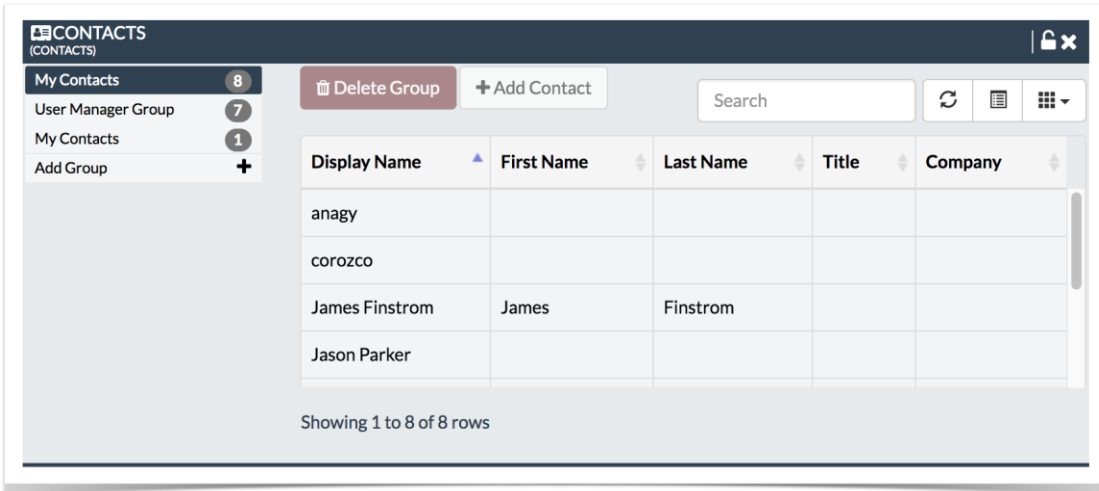 CONTACTS
(CONTACTS)
My Contacts 8
User Manager Group 7
My Contacts 1
Add Group +
Delete Group + Add Contact Search
Display Name First Name Last Name Title Company
anagy
corozco
James Finstrom James Finstrom
Jason Parker
Showing 1 to 8 of 8 rows